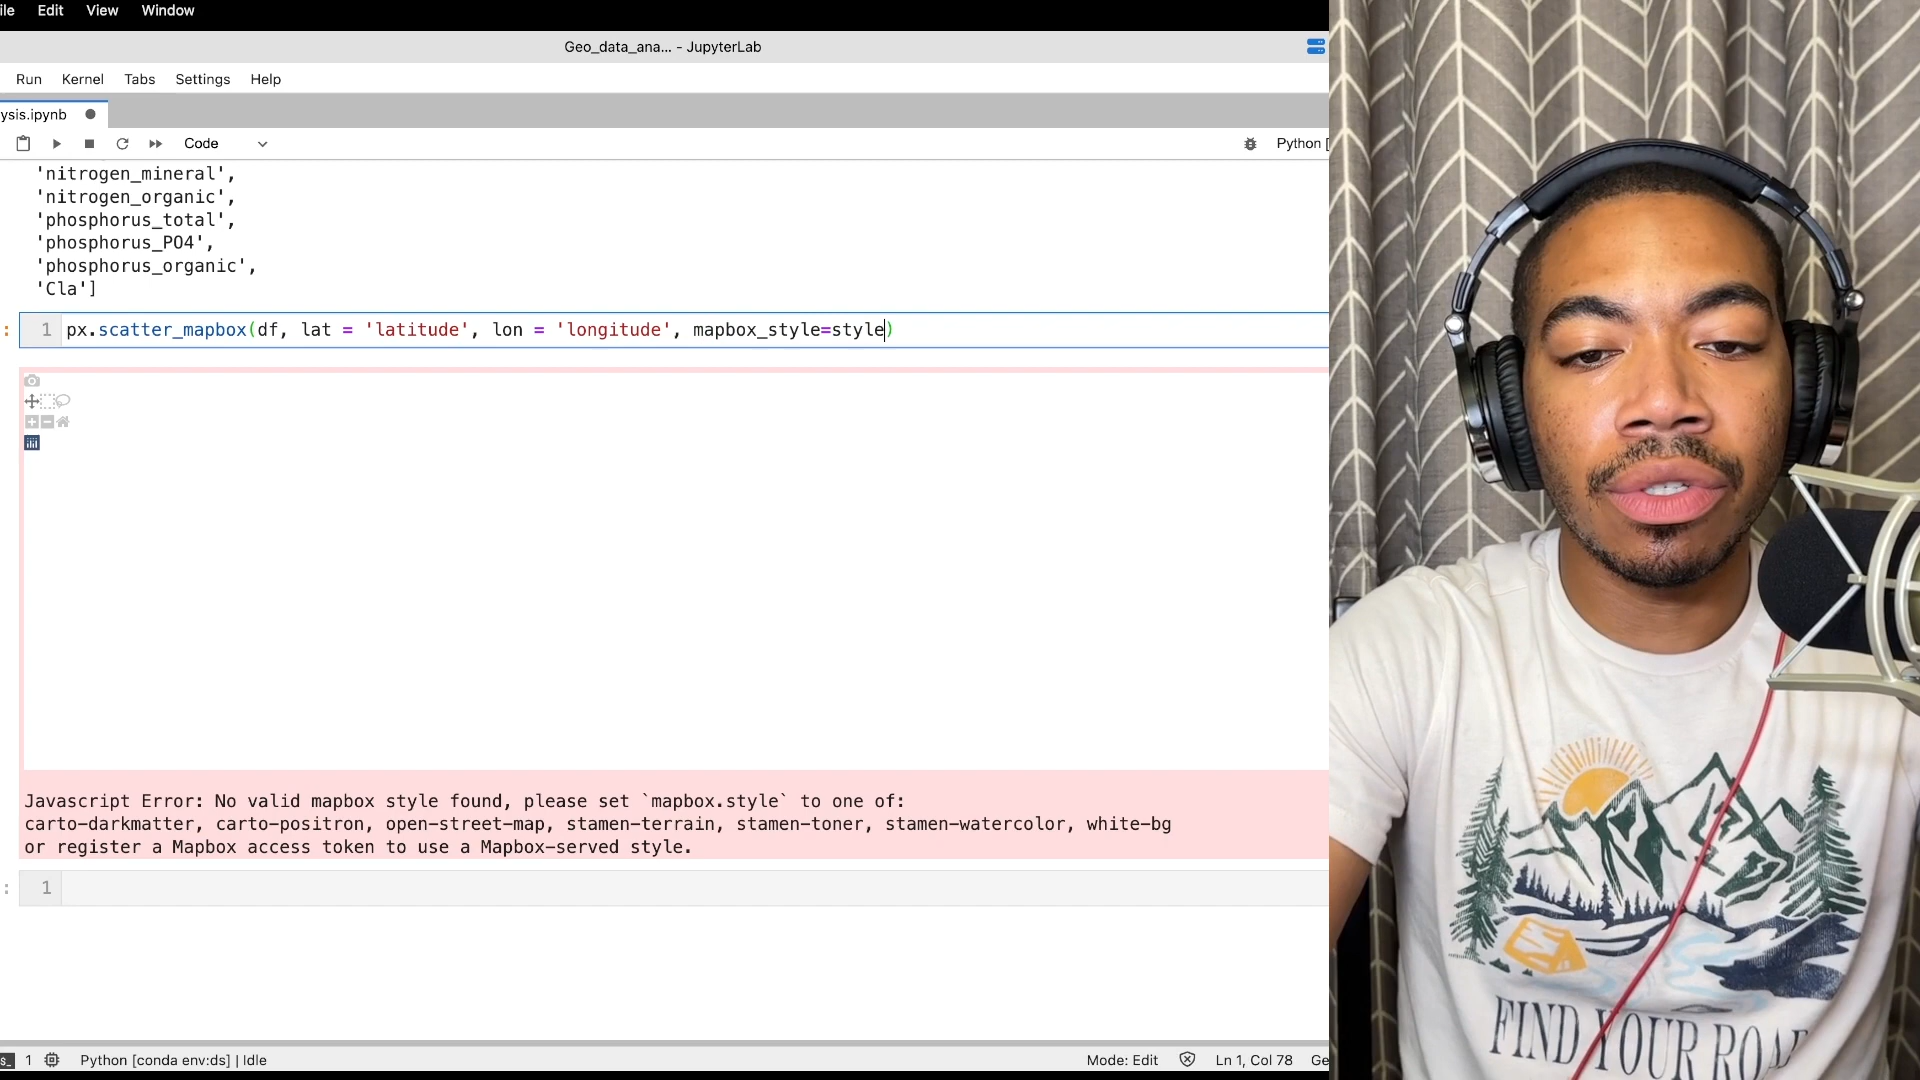 ile Edit View Window
Geo_data_ana... - JupyterLab
Run Kernel Tabs Settings Help
ysis.ipynb
Code
Python [
'nitrogen_mineral',
'nitrogen_organic',
'phosphorus_total',
'phosphorus_PO4',
'phosphorus_organic',
'Cla']
: 1 px.scatter_mapbox(df, lat = 'latitude', lon = 'longitude', mapbox_style=style)
Javascript Error: No valid mapbox style found, please set `mapbox.style` to one of:
carto-darkmatter, carto-positron, open-street-map, stamen-terrain, stamen-toner, stamen-watercolor, white-bg
or register a Mapbox access token to use a Mapbox-served style.
: 1
s_ 1 Python [conda env:ds] | Idle Mode: Edit Ln 1, Col 78 Ge
FIND YOUR ROA